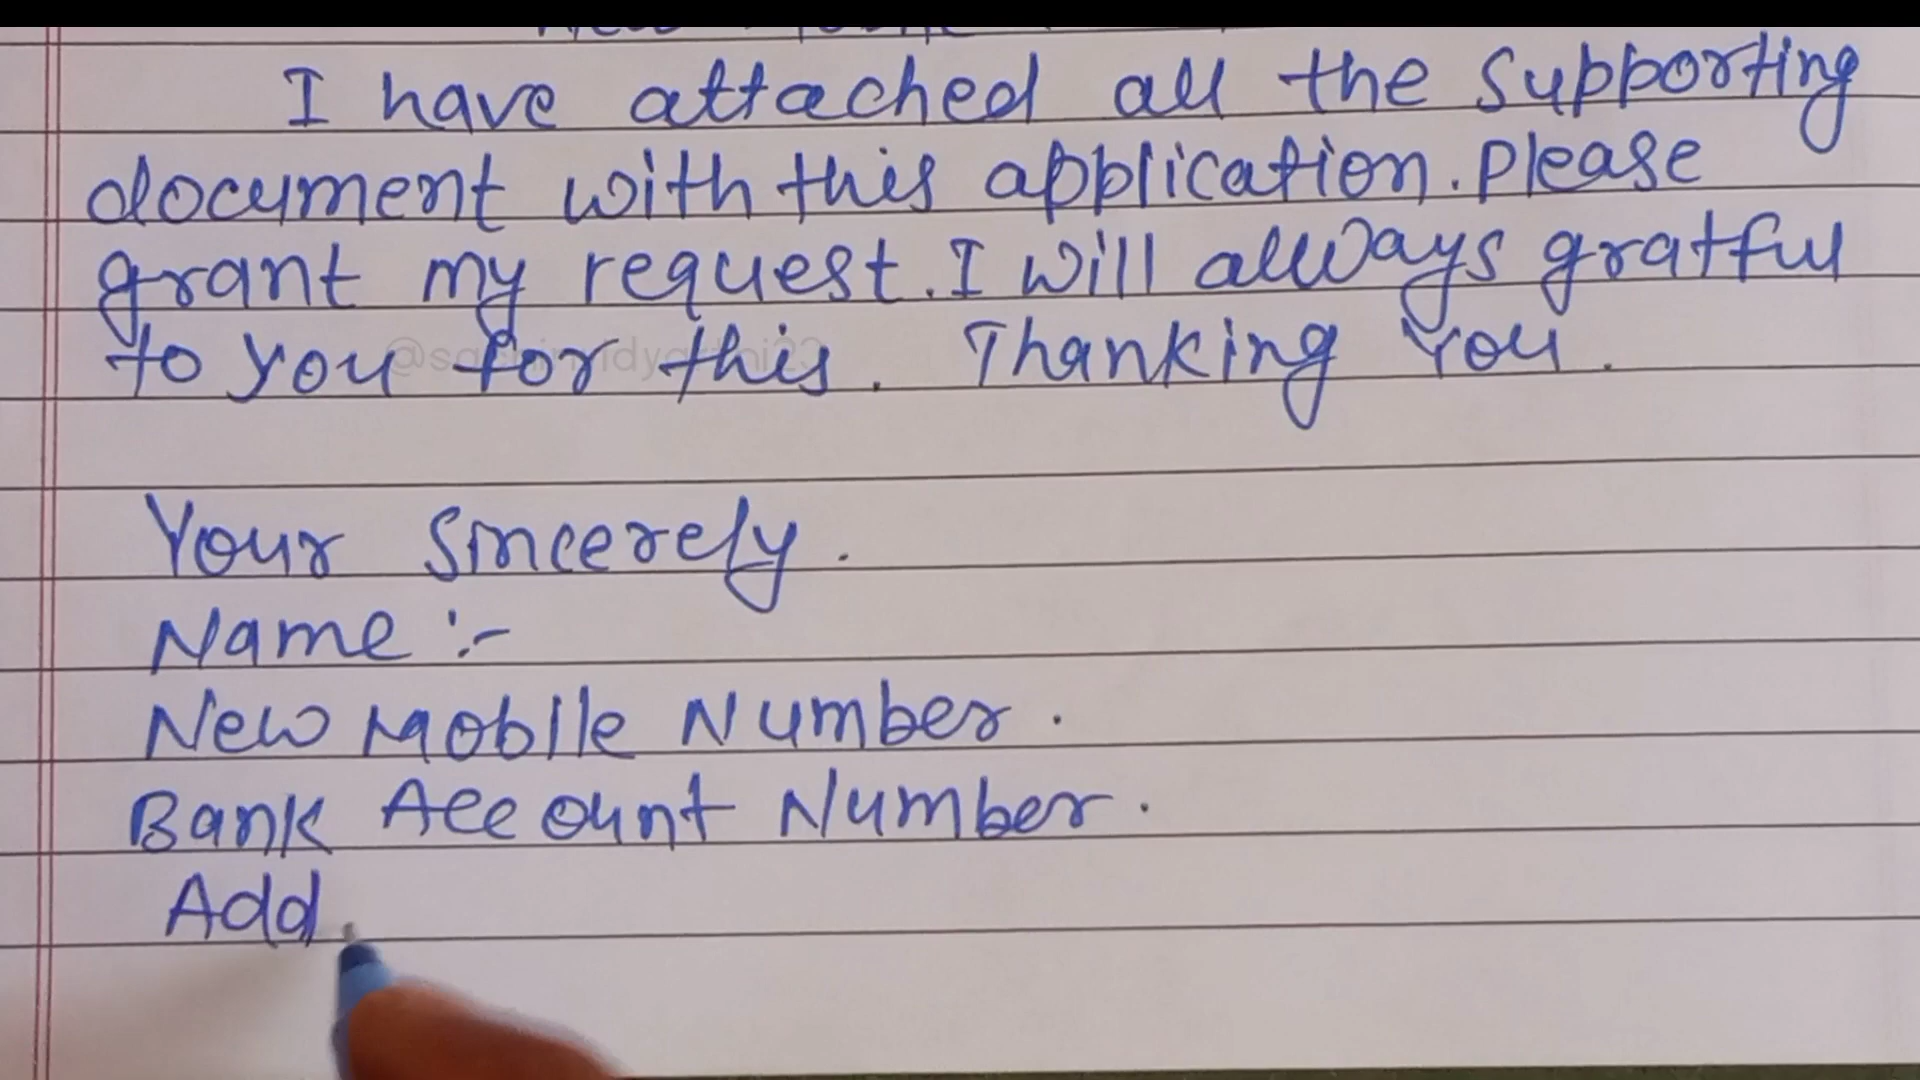 I have attached all the supporting
document with this application. please
grant my request. I will always gratful
to you for this. Thanking You.
Your Sincerely.
Name :-
New Mobile Number.
Bank Account Number.
Add